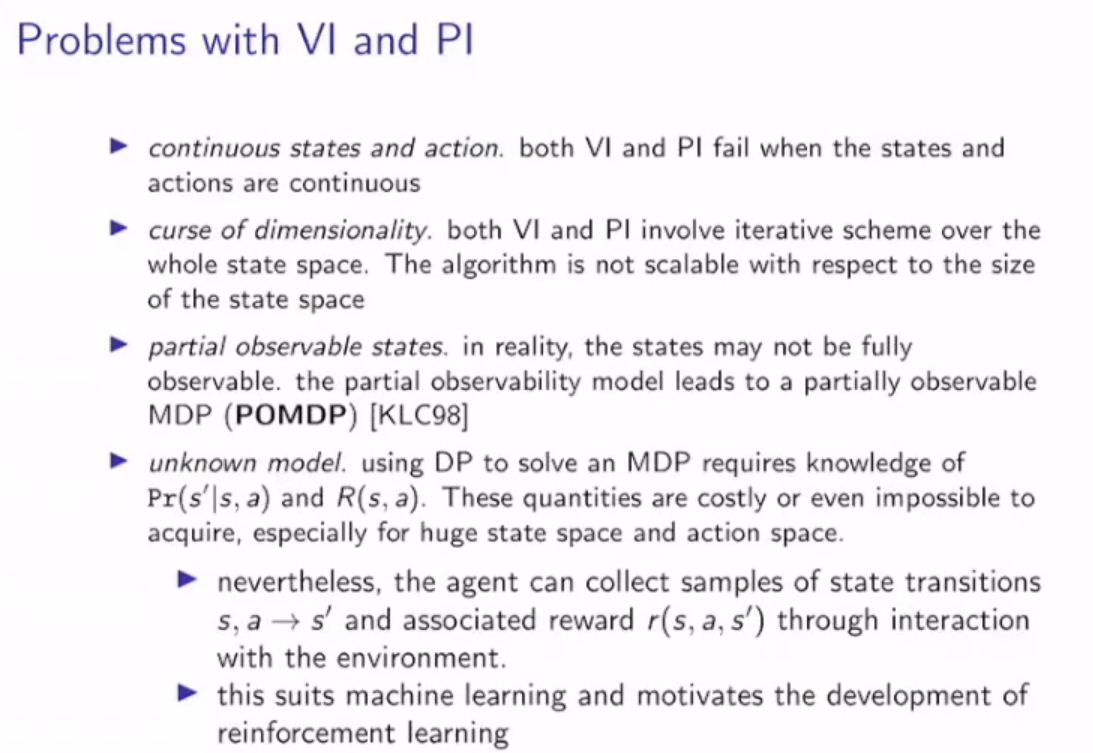 Problems with VI and PI
▶ continuous states and action. both VI and PI fail when the states and
actions are continuous
▶ curse of dimensionality. both VI and PI involve iterative scheme over the
whole state space. The algorithm is not scalable with respect to the size
of the state space
▶ partial observable states. in reality, the states may not be fully
observable. the partial observability model leads to a partially observable
MDP (POMDP) [KLC98]
▶ unknown model. using DP to solve an MDP requires knowledge of
Pr(s′|s, a) and R(s, a). These quantities are costly or even impossible to
acquire, especially for huge state space and action space.
▶ nevertheless, the agent can collect samples of state transitions
s, a → s′ and associated reward r(s, a, s′) through interaction
with the environment.
▶ this suits machine learning and motivates the development of
reinforcement learning